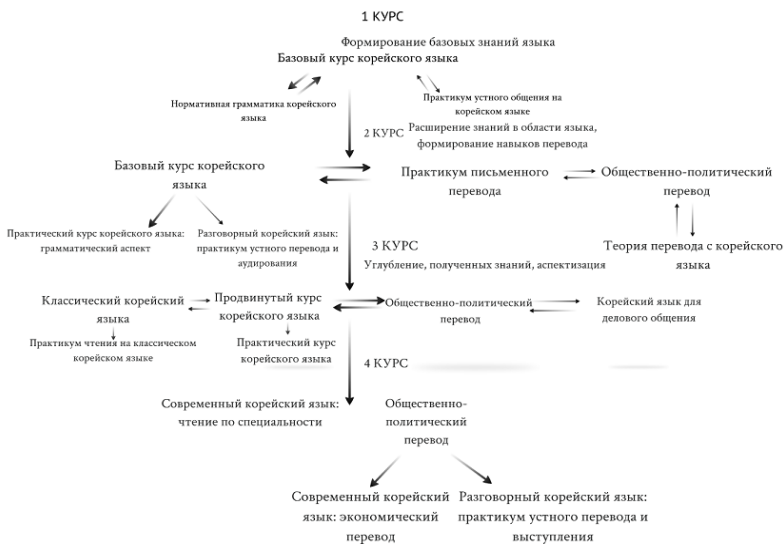 1 КУРС
Формирование базовых знаний языка
Базовый курс корейского языка
Нормативная грамматика корейского
языка
Практикум устного общения на
корейском языке
2 КУРС
Расширение знаний в области языка,
формирование навыков перевода
Базовый курс корейского
языка
Практикум письменного
перевода
Общественно-политический
перевод
Практический курс корейского языка:
грамматический аспект
Разговорный корейский язык:
практикум устного перевода и
аудирования
Теория перевода с корейского
языка
3 КУРС
Углубление, полученных знаний, аспектизация
Классический корейский
языка
Продвинутый курс
корейского языка
Общественно-политический
перевод
Корейский язык для
делового общения
Практикум чтения на классическом
корейском языке
Практический курс
корейского языка
4 КУРС
Современный корейский язык:
чтение по специальности
Общественно-
политический
перевод
Современный корейский
язык: экономический
перевод
Разговорный корейский язык:
практикум устного перевода и
выступления